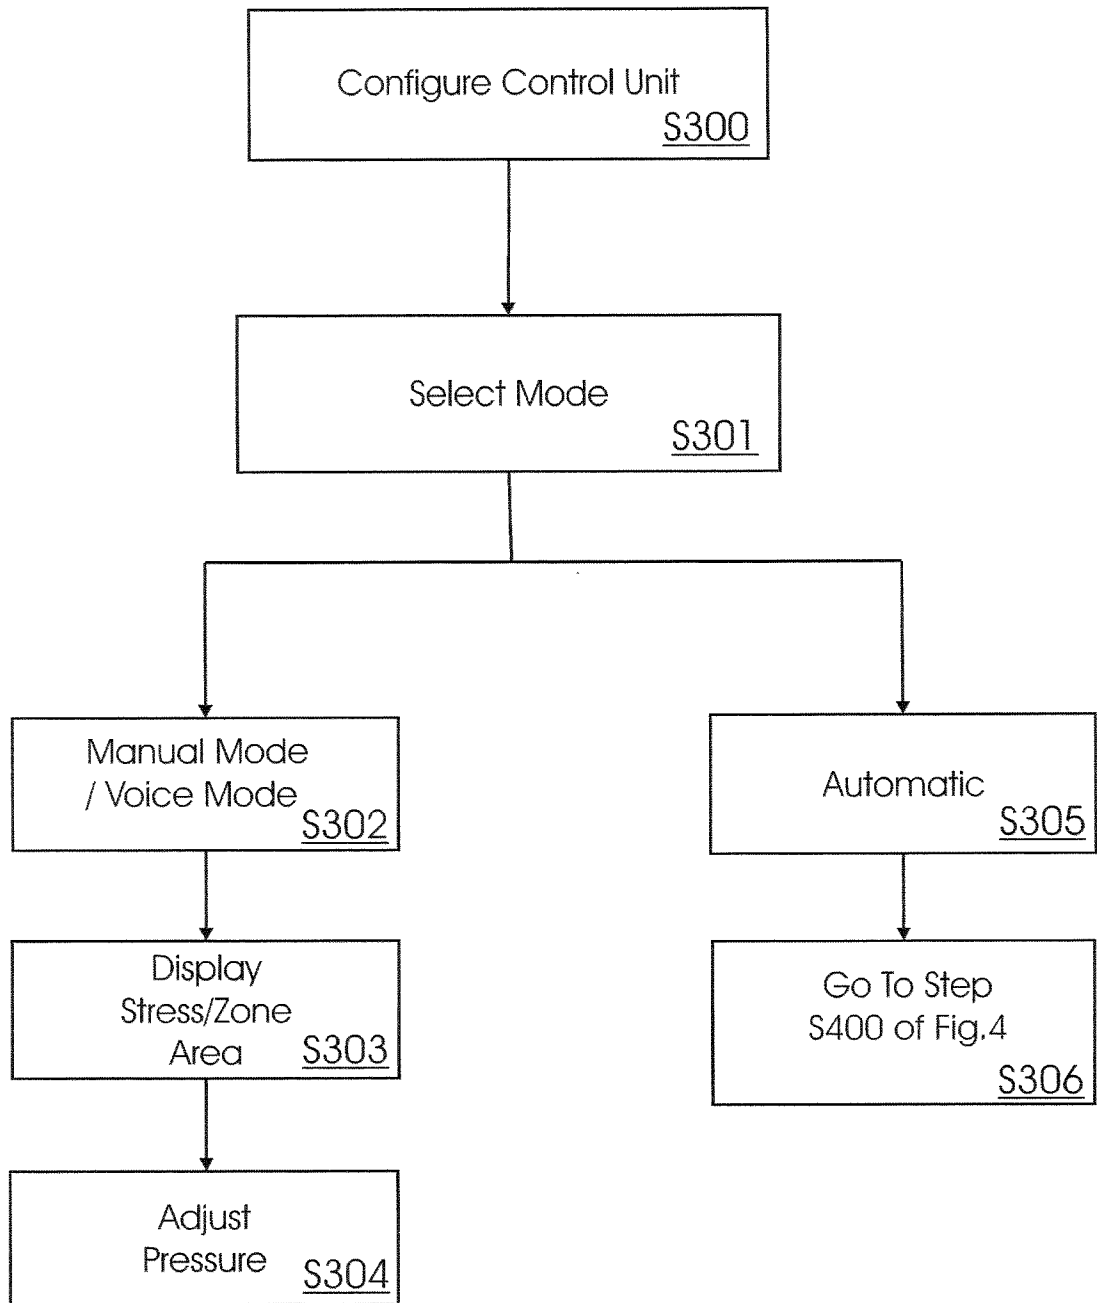 Configure Control Unit
S300
Select Mode
S301
Manual Mode
/ Voice Mode
S302
Display
Stress/Zone
Area
S303
Adjust
Pressure
S304
Automatic
S305
Go To Step
S400 of Fig.4
S306